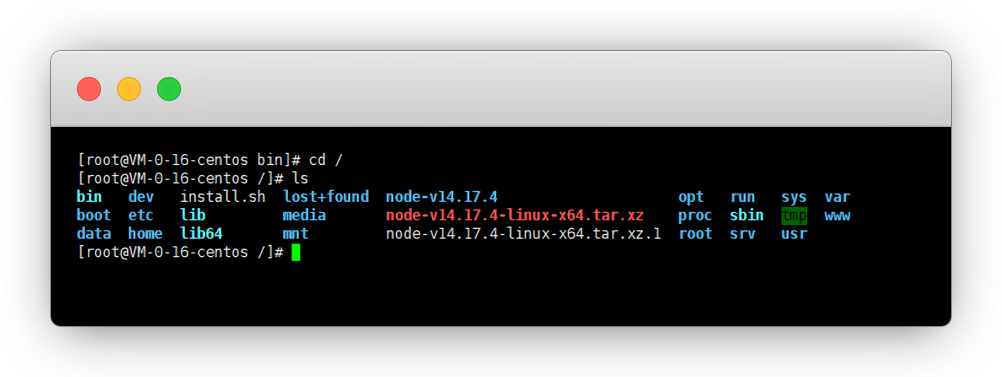 [root@VM-0-16-centos bin]# cd /
[root@VM-0-16-centos /]# ls
bin   dev   install.sh  lost+found  node-v14.17.4                      opt   run   sys  var
boot  etc   lib         media       node-v14.17.4-linux-x64.tar.xz     proc  sbin  tmp  www
data  home  lib64       mnt         node-v14.17.4-linux-x64.tar.xz.1   root  srv   usr
[root@VM-0-16-centos /]#